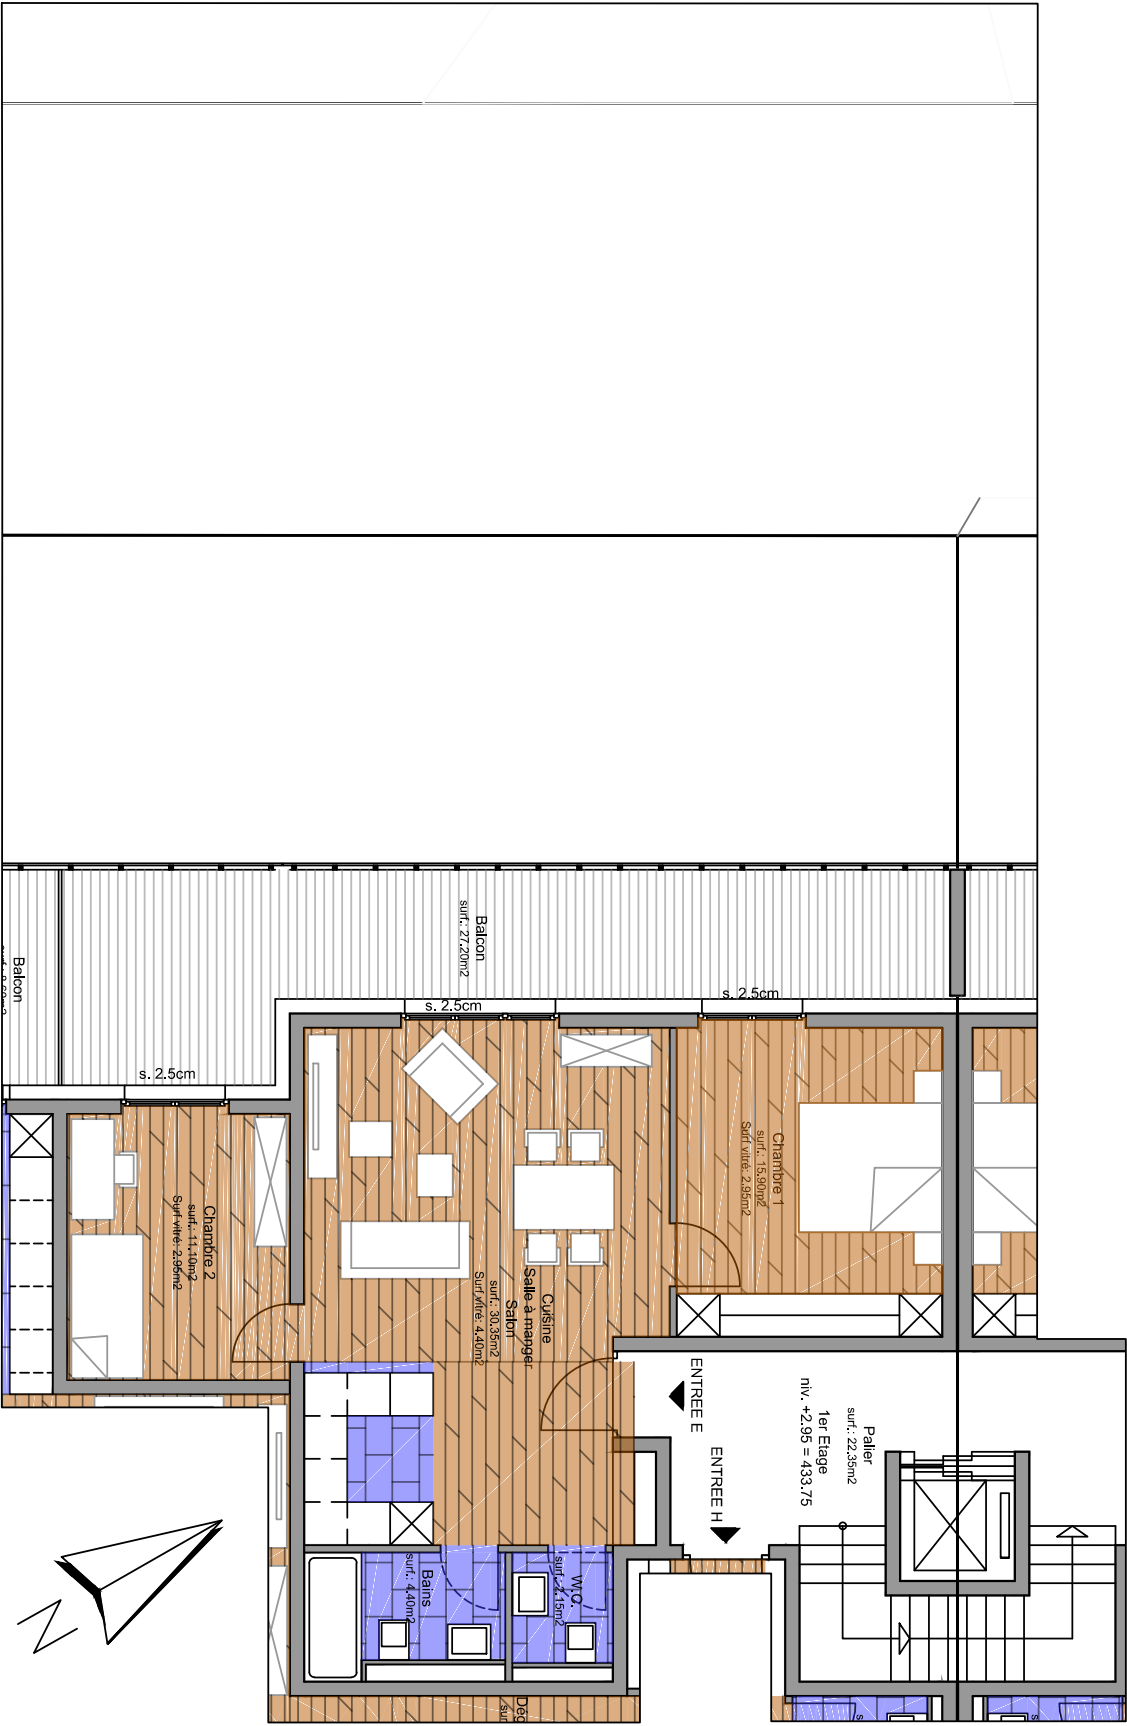 Balcon
surf.: 27.20m2
Balcon
s. 2.5cm
s. 2.5cm
s. 2.5cm
Chambre 1
surf.: 15.90m2
Surf vitré: 2.95m2
Chambre 2
surf.: 11.10m2
Surf vitré: 2.95m2
Cuisine
Salle à manger
Salon
surf.: 30.35m2
Surf vitré: 4.40m2
ENTREE E
ENTREE H
Palier
surf.: 22.35m2
1er Etage
niv. +2.95 = 433.75
Bains
surf.: 4.40m2
W.C.
surf.: 2.15m2
Dég
sur
N